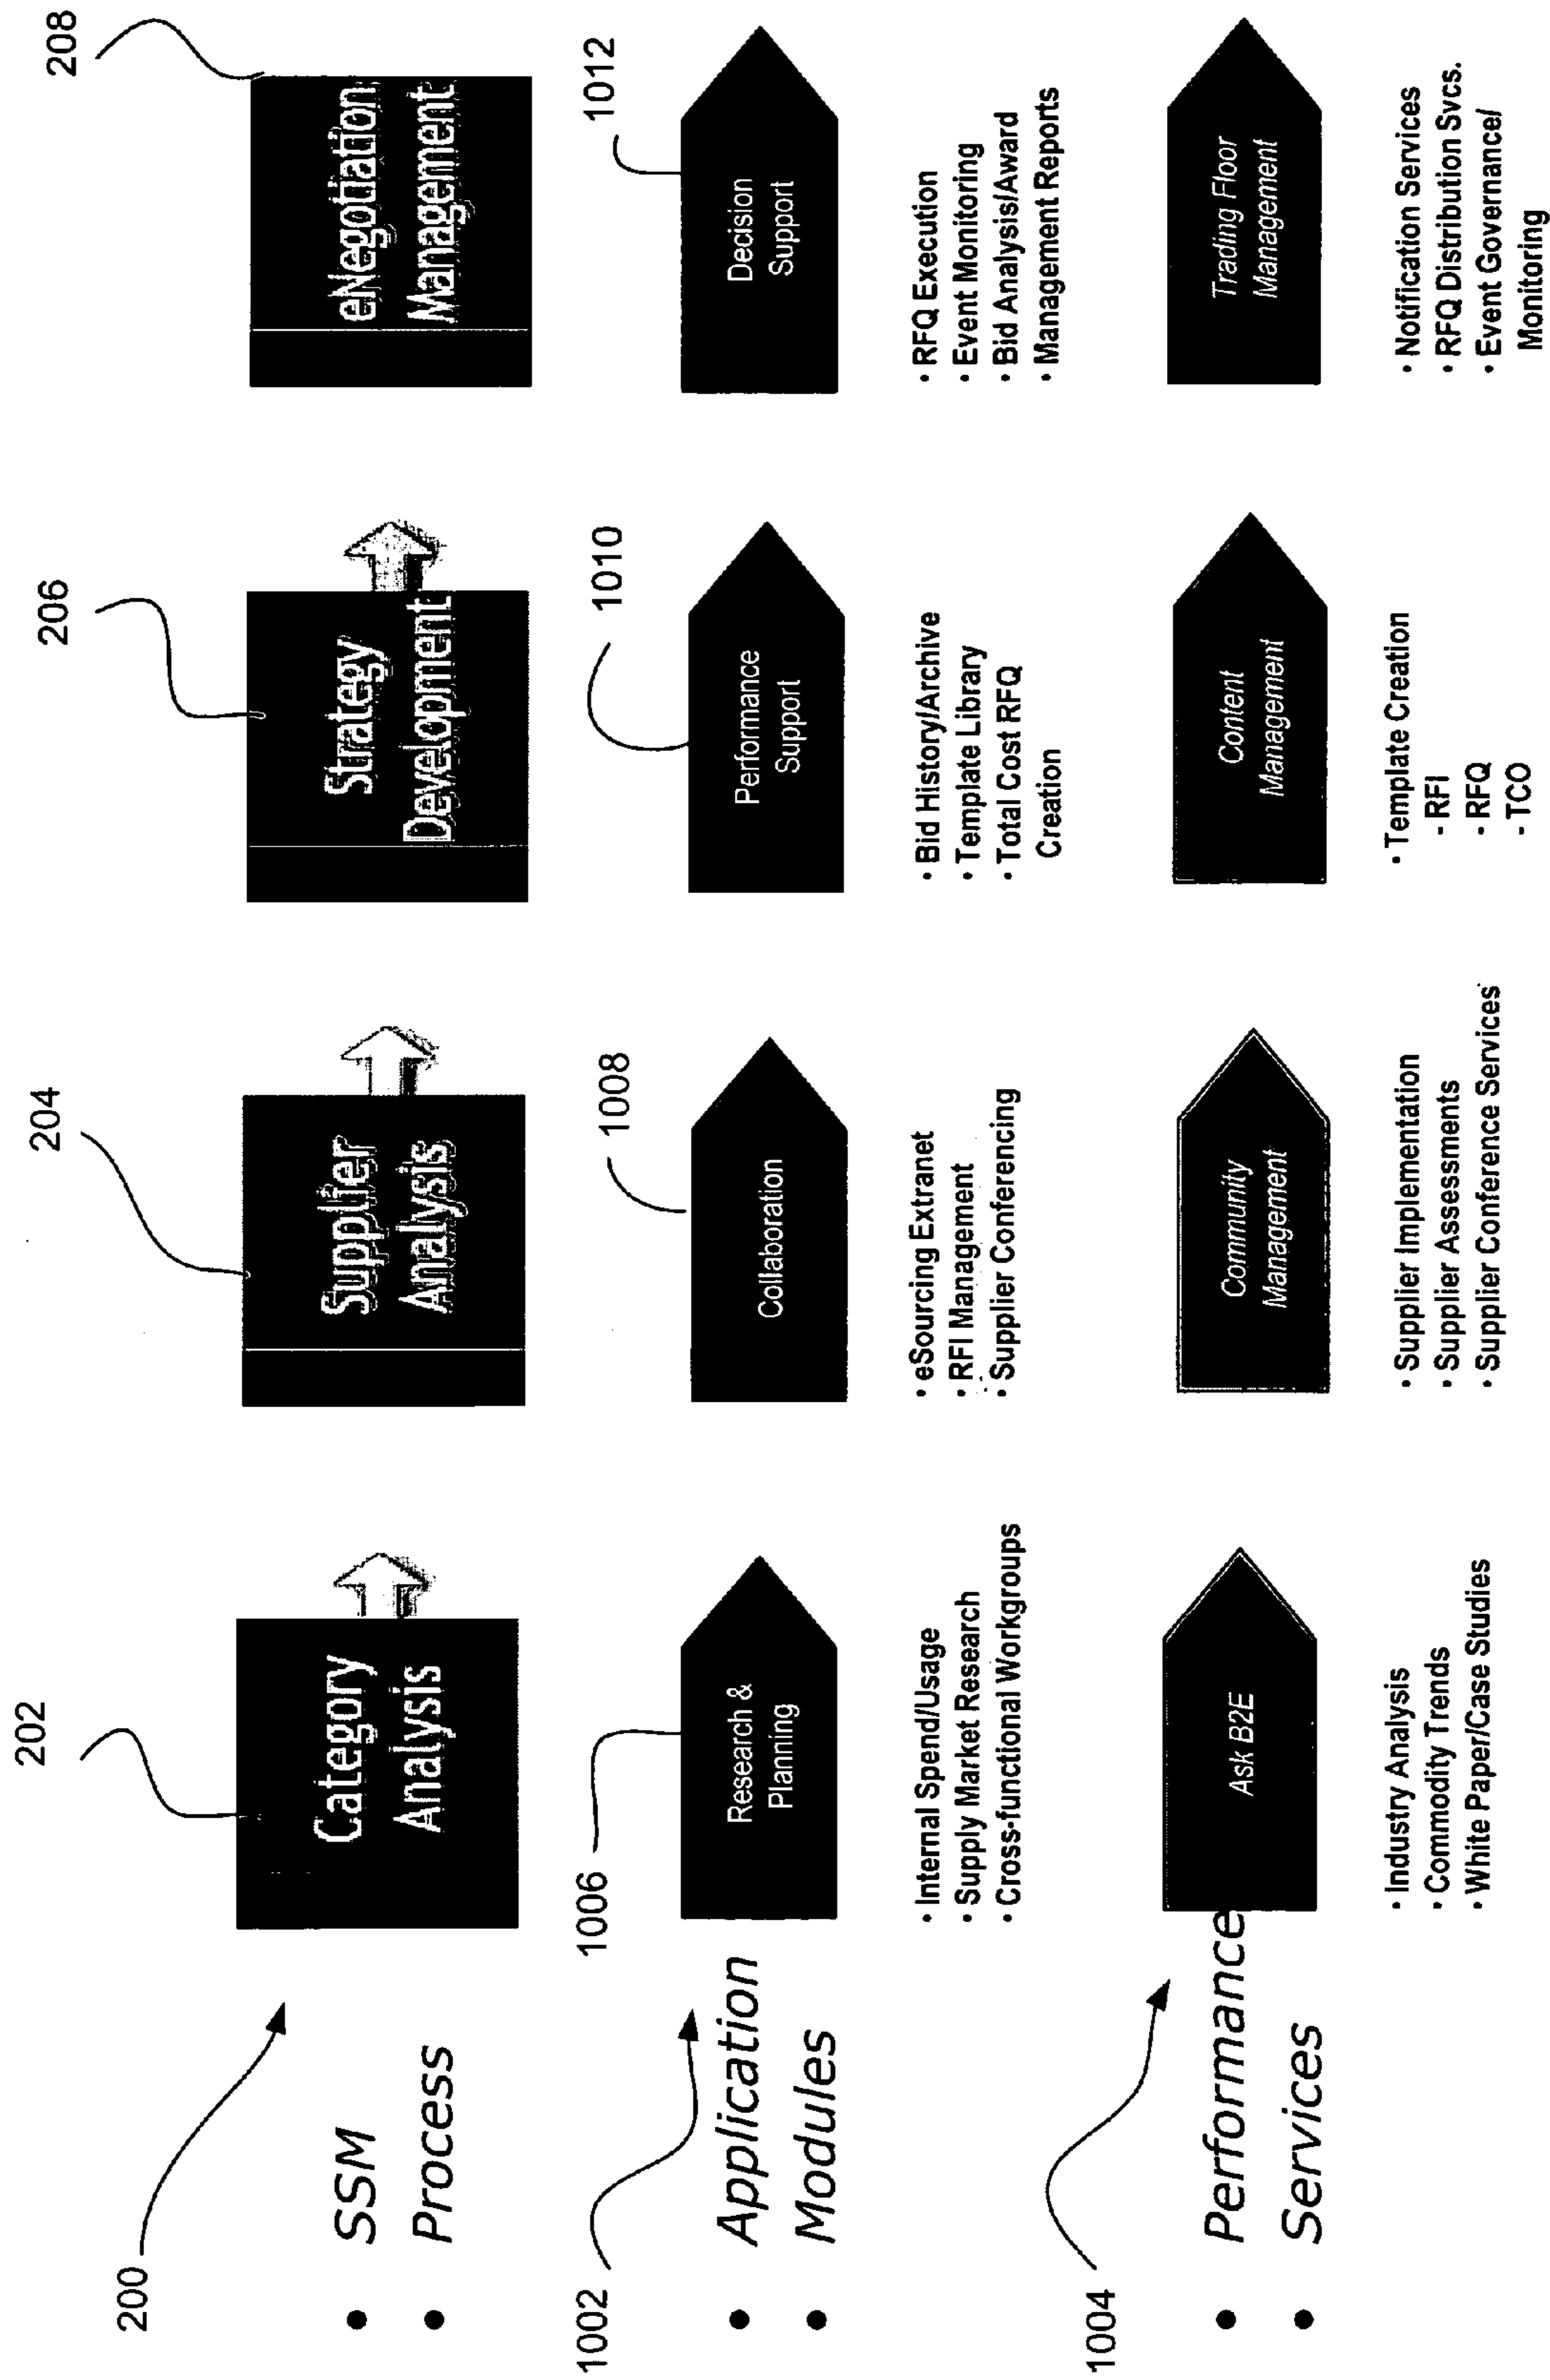 200
• SSM
• Process
202
Category
Analysis
204
Supplier
Analysis
206
Strategy
Development
208
eNegotiation
Management
1002
• Application
• Modules
1006
Research &
Planning
• Internal Spend/Usage
• Supply Market Research
• Cross-functional Workgroups
1008
Collaboration
• eSourcing Extranet
• RFI Management
• Supplier Conferencing
1010
Performance
Support
• Bid History/Archive
• Template Library
• Total Cost RFQ
Creation
1012
Decision
Support
• RFQ Execution
• Event Monitoring
• Bid Analysis/Award
• Management Reports
1004
• Performance
• Services
Ask B2E
• Industry Analysis
• Commodity Trends
• White Paper/Case Studies
Community
Management
• Supplier Implementation
• Supplier Assessments
• Supplier Conference Services
Content
Management
• Template Creation
- RFI
- RFQ
- TCO
Trading Floor
Management
• Notification Services
• RFQ Distribution Svcs.
• Event Governance/
Monitoring